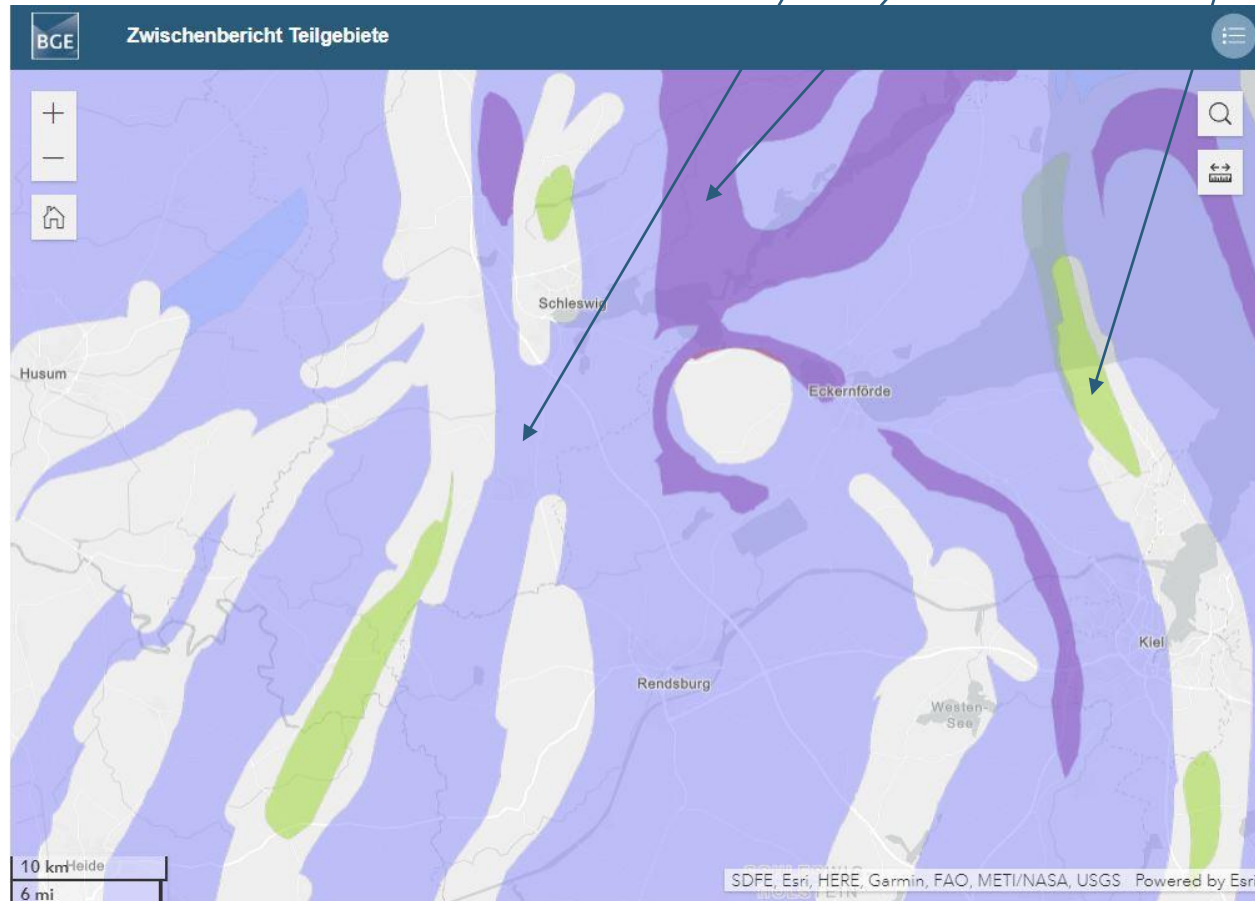 BGE
Zwischenbericht Teilgebiete
Schleswig
Husum
Eckernförde
Kiel
Rendsburg
Westen-
See
10 km
Heide
6 mi
SDFE, Esri, HERE, Garmin, FAO, METI/NASA, USGS Powered by Esri
HOLSTEIN